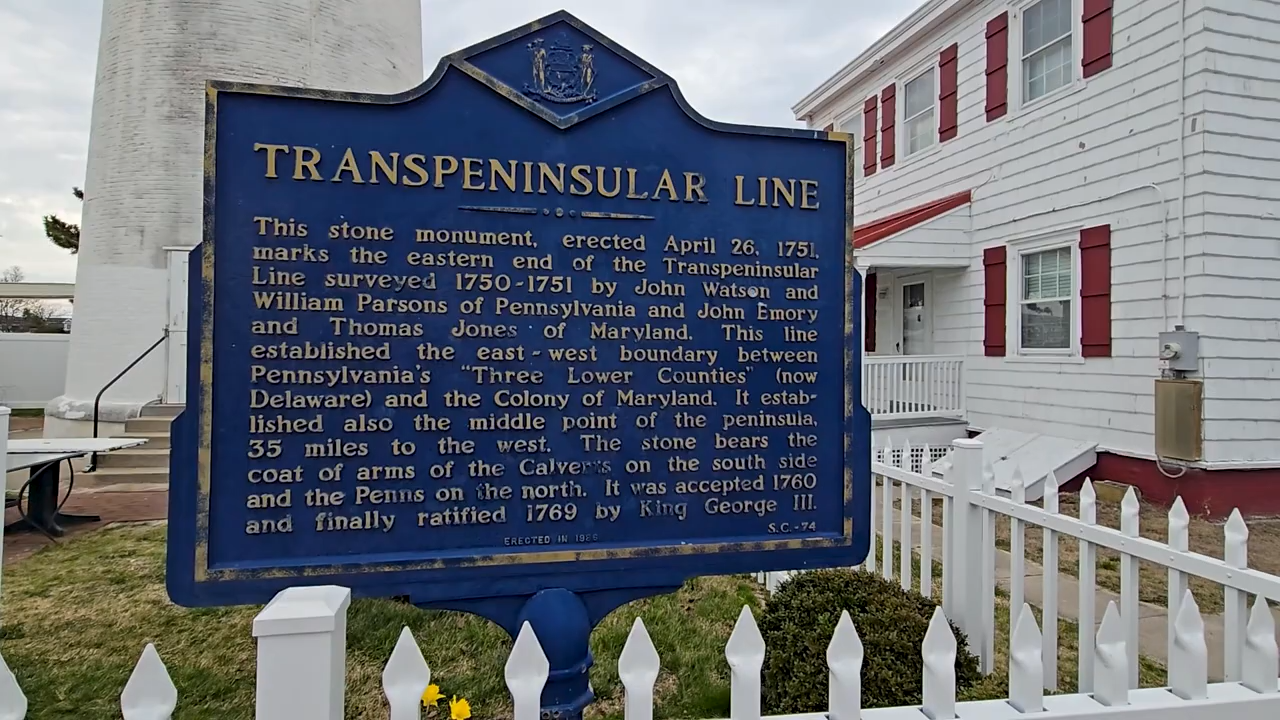 TRANSPENINSULAR LINE
This stone monument, erected April 26, 1751,
marks the eastern end of the Transpeninsular
Line surveyed 1750-1751 by John Watson and
William Parsons of Pennsylvania and John Emory
and Thomas Jones of Maryland. This line
established the east-west boundary between
Pennsylvania's "Three Lower Counties" (now
Delaware) and the Colony of Maryland. It estab-
lished also the middle point of the peninsula,
35 miles to the west. The stone bears the
coat of arms of the Calverts on the south side
and the Penns on the north. It was accepted 1760
and finally ratified 1769 by King George III.
S.C.-74
ERECTED IN 1986